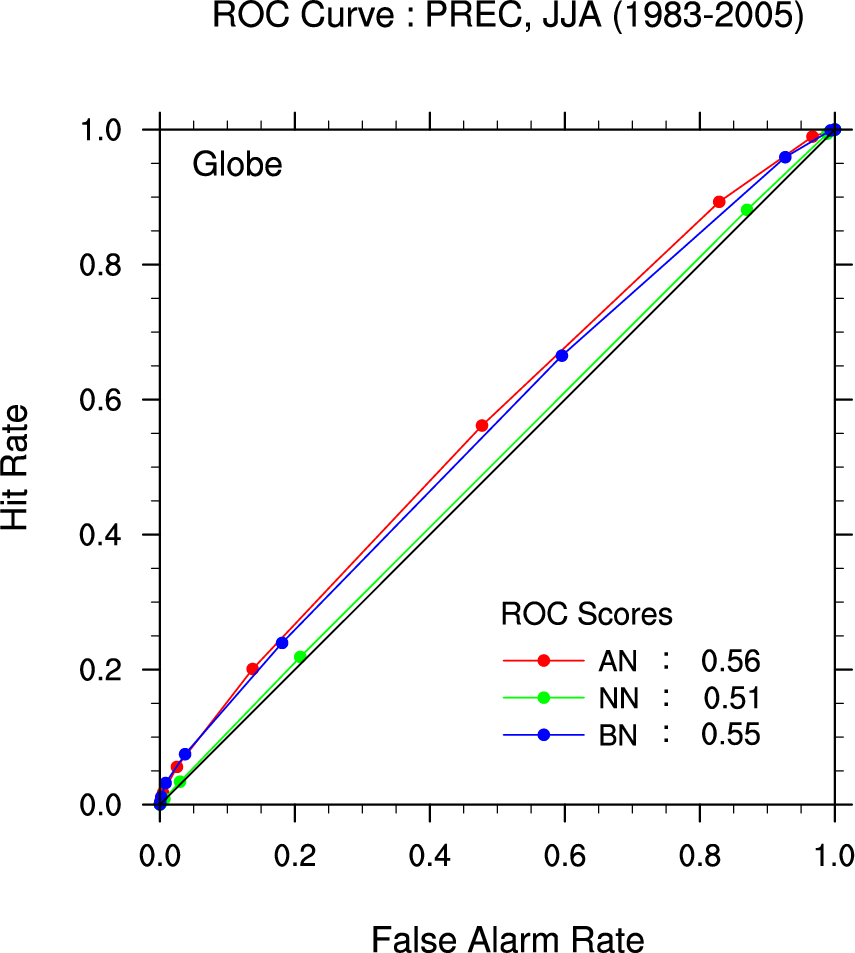 ROC Curve : PREC, JJA (1983-2005)
Globe
1.0
0.8
0.6
0.4
0.2
0.0
Hit Rate
ROC Scores
AN : 0.56
NN : 0.51
BN : 0.55
0.0 0.2 0.4 0.6 0.8 1.0
False Alarm Rate